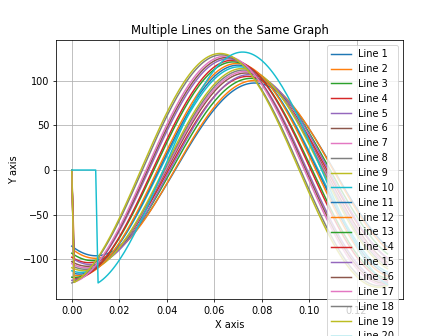 Multiple Lines on the Same Graph
Y axis
100
50
0
−50
−100
0.00
0.02
0.04
0.06
0.08
0.10
X axis
Line 1
Line 2
Line 3
Line 4
Line 5
Line 6
Line 7
Line 8
Line 9
Line 10
Line 11
Line 12
Line 13
Line 14
Line 15
Line 16
Line 17
Line 18
Line 19
Line 20